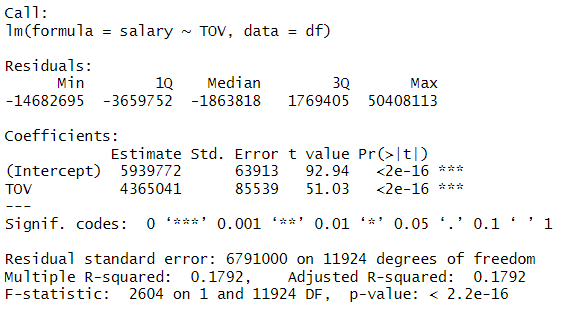 Call:
lm(formula = salary ~ TOV, data = df)
Residuals:
Min 1Q Median 3Q Max
-14682695 -3659752 -1863818 1769405 50408113
Coefficients:
Estimate Std. Error t value Pr(>|t|)
(Intercept) 5939772 63913 92.94 <2e-16 ***
TOV 4365041 85539 51.03 <2e-16 ***
---
Signif. codes: 0 ‘***’ 0.001 ‘**’ 0.01 ‘*’ 0.05 ‘.’ 0.1 ‘ ’ 1
Residual standard error: 6791000 on 11924 degrees of freedom
Multiple R-squared: 0.1792, Adjusted R-squared: 0.1792
F-statistic: 2604 on 1 and 11924 DF, p-value: < 2.2e-16